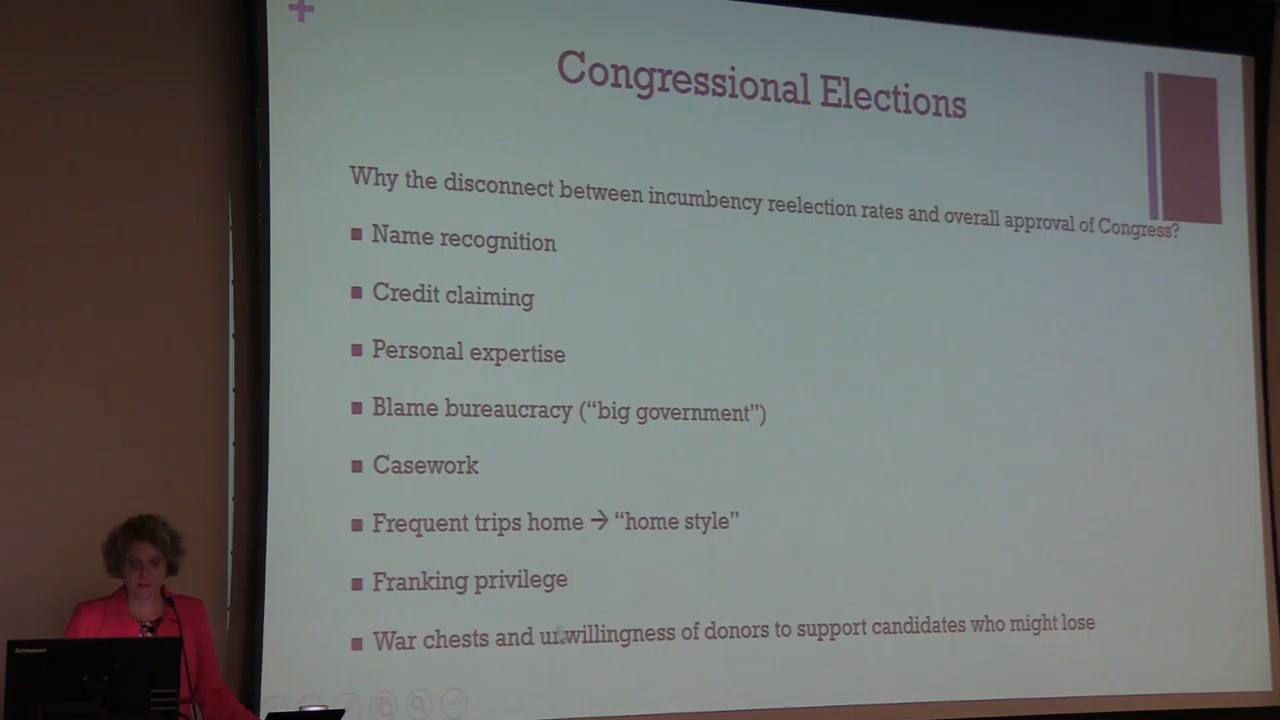 Congressional Elections
Why the disconnect between incumbency reelection rates and overall approval of Congress?
Name recognition
Credit claiming
Personal expertise
Blame bureaucracy (“big government”)
Casework
Frequent trips home → “home style”
Franking privilege
War chests and unwillingness of donors to support candidates who might lose